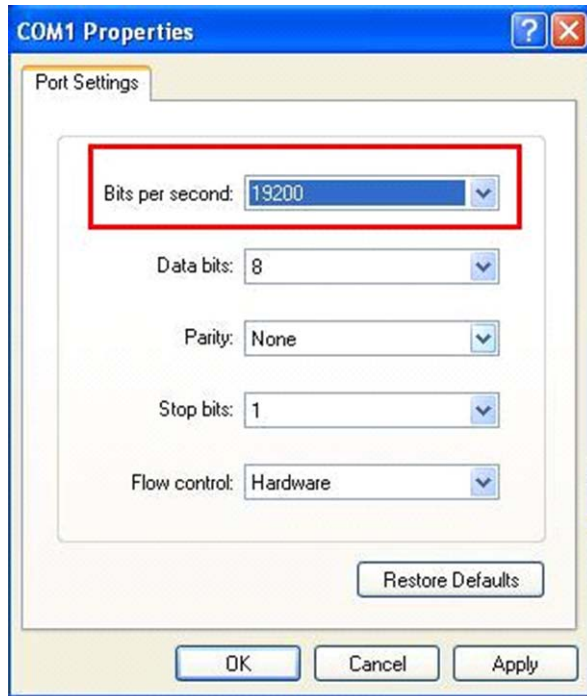 COM1 Properties
Port Settings
Bits per second: 19200
Data bits: 8
Parity: None
Stop bits: 1
Flow control: Hardware
Restore Defaults
OK Cancel Apply